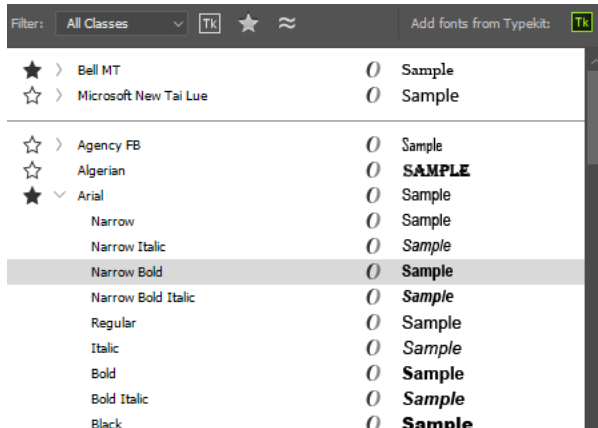 Filter: All Classes Tk Add fonts from Typekit: Tk
Bell MT O Sample
Microsoft New Tai Lue O Sample
Agency FB O Sample
Algerian O SAMPLE
Arial O Sample
Narrow O Sample
Narrow Italic O Sample
Narrow Bold O Sample
Narrow Bold Italic O Sample
Regular O Sample
Italic O Sample
Bold O Sample
Bold Italic O Sample
Black O Sample